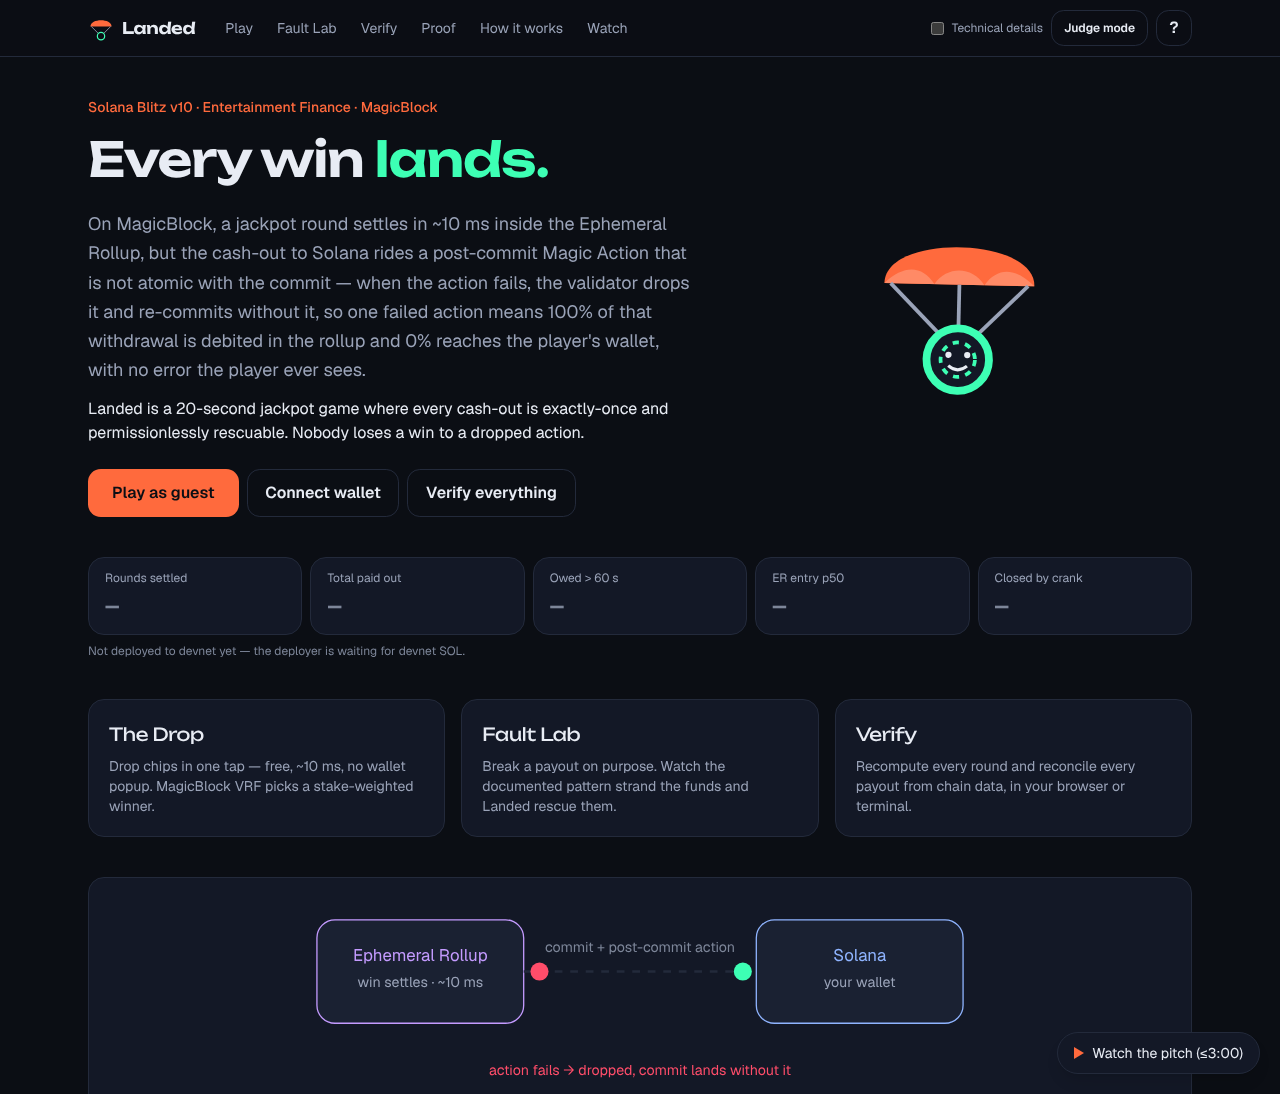 Landed
Play
Fault Lab
Verify
Proof
How it works
Watch
Technical details
Judge mode
?
Solana Blitz v10 · Entertainment Finance · MagicBlock
Every win lands.
On MagicBlock, a jackpot round settles in ~10 ms inside the Ephemeral
Rollup, but the cash-out to Solana rides a post-commit Magic Action that
is not atomic with the commit — when the action fails, the validator drops
it and re-commits without it, so one failed action means 100% of that
withdrawal is debited in the rollup and 0% reaches the player's wallet,
with no error the player ever sees.
Landed is a 20-second jackpot game where every cash-out is exactly-once and
permissionlessly rescuable. Nobody loses a win to a dropped action.
Play as guest
Connect wallet
Verify everything
Rounds settled
—
Total paid out
—
Owed > 60 s
—
ER entry p50
—
Closed by crank
—
Not deployed to devnet yet — the deployer is waiting for devnet SOL.
The Drop
Drop chips in one tap — free, ~10 ms, no wallet
popup. MagicBlock VRF picks a stake-weighted
winner.
Fault Lab
Break a payout on purpose. Watch the
documented pattern strand the funds and
Landed rescue them.
Verify
Recompute every round and reconcile every
payout from chain data, in your browser or
terminal.
Ephemeral Rollup
win settles · ~10 ms
commit + post-commit action
Solana
your wallet
action fails → dropped, commit lands without it
Watch the pitch (≤3:00)